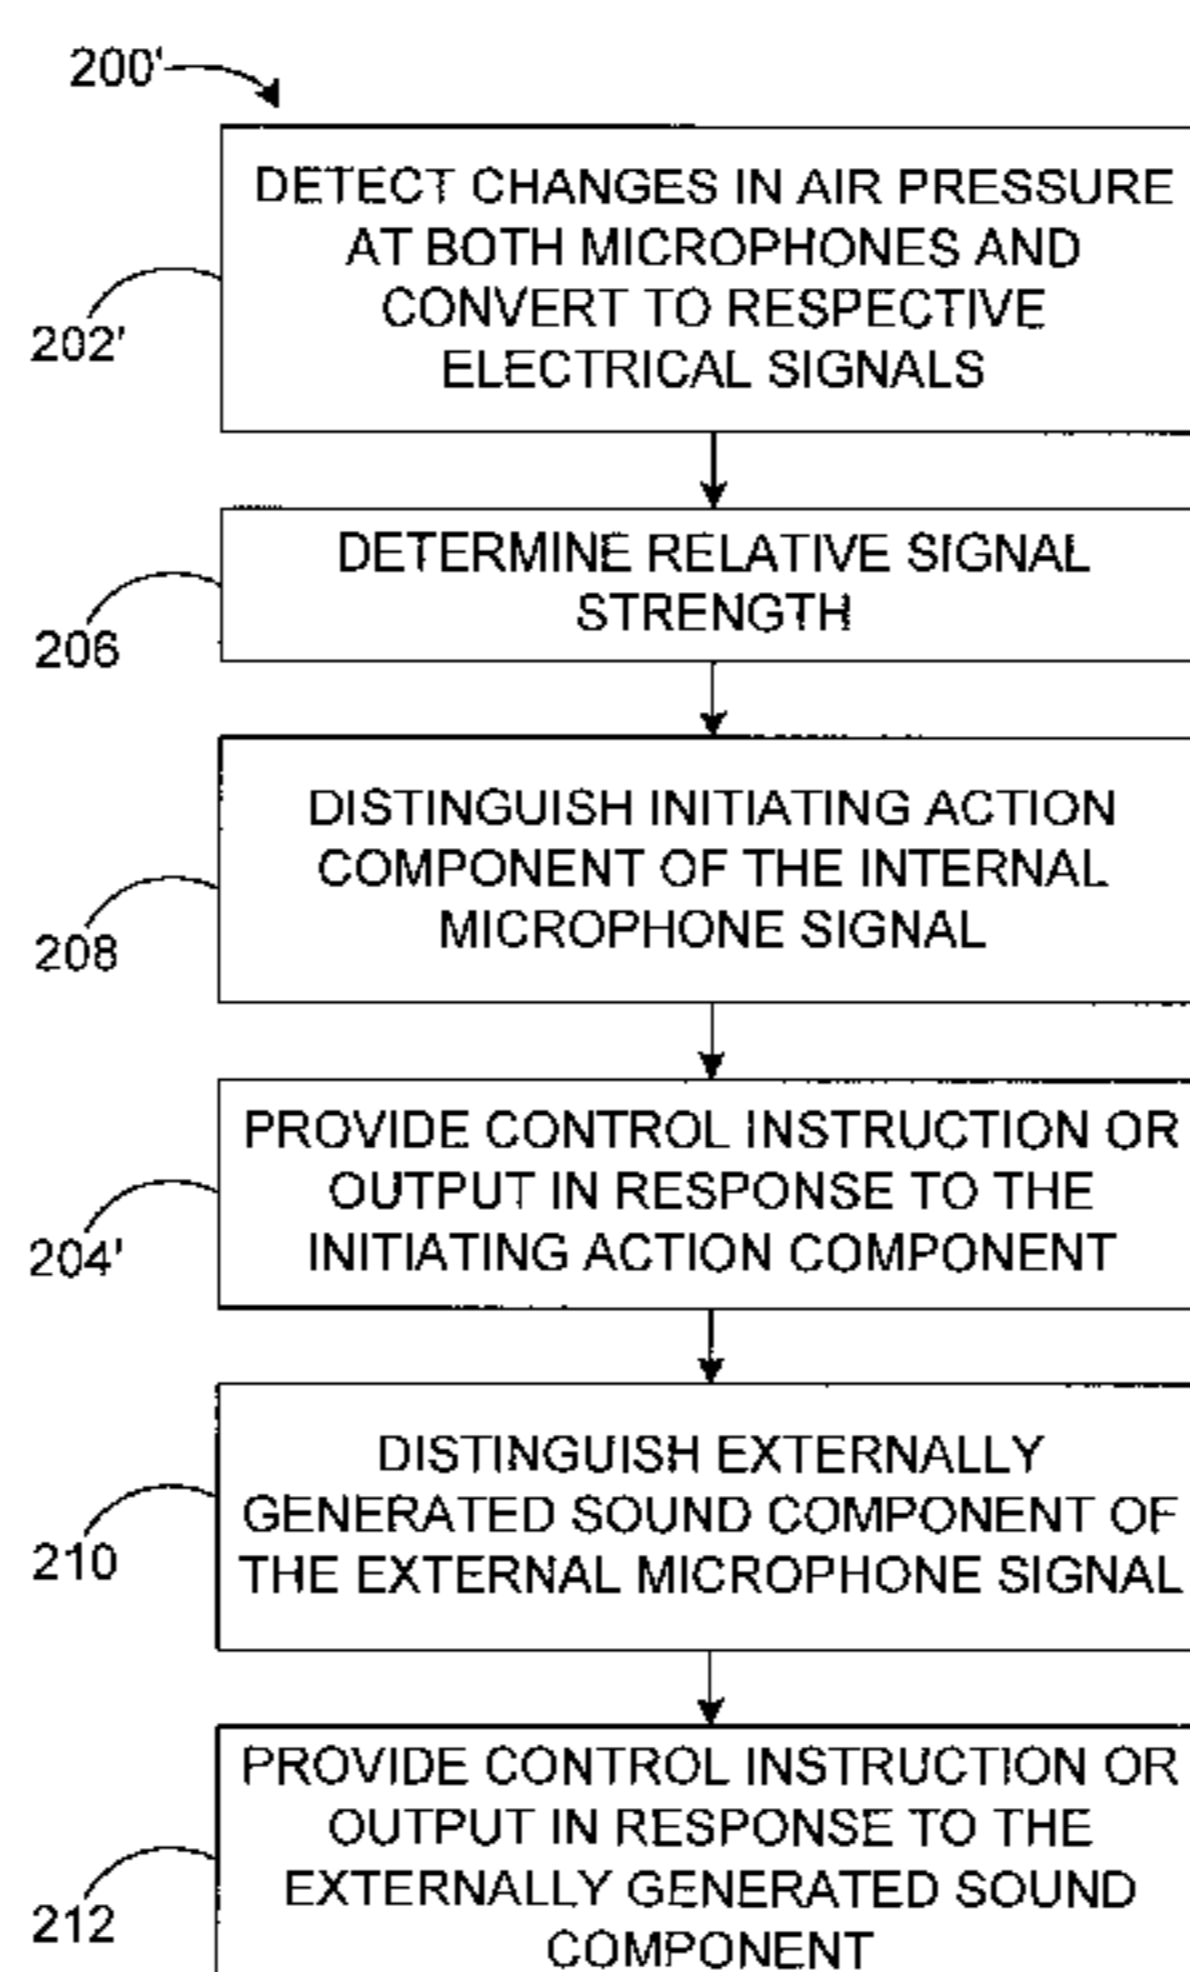 200'
DETECT CHANGES IN AIR PRESSURE
AT BOTH MICROPHONES AND
CONVERT TO RESPECTIVE
ELECTRICAL SIGNALS
202'
DETERMINE RELATIVE SIGNAL
STRENGTH
206
DISTINGUISH INITIATING ACTION
COMPONENT OF THE INTERNAL
MICROPHONE SIGNAL
208
PROVIDE CONTROL INSTRUCTION OR
OUTPUT IN RESPONSE TO THE
INITIATING ACTION COMPONENT
204'
DISTINGUISH EXTERNALLY
GENERATED SOUND COMPONENT OF
THE EXTERNAL MICROPHONE SIGNAL
210
PROVIDE CONTROL INSTRUCTION OR
OUTPUT IN RESPONSE TO THE
EXTERNALLY GENERATED SOUND
COMPONENT
212